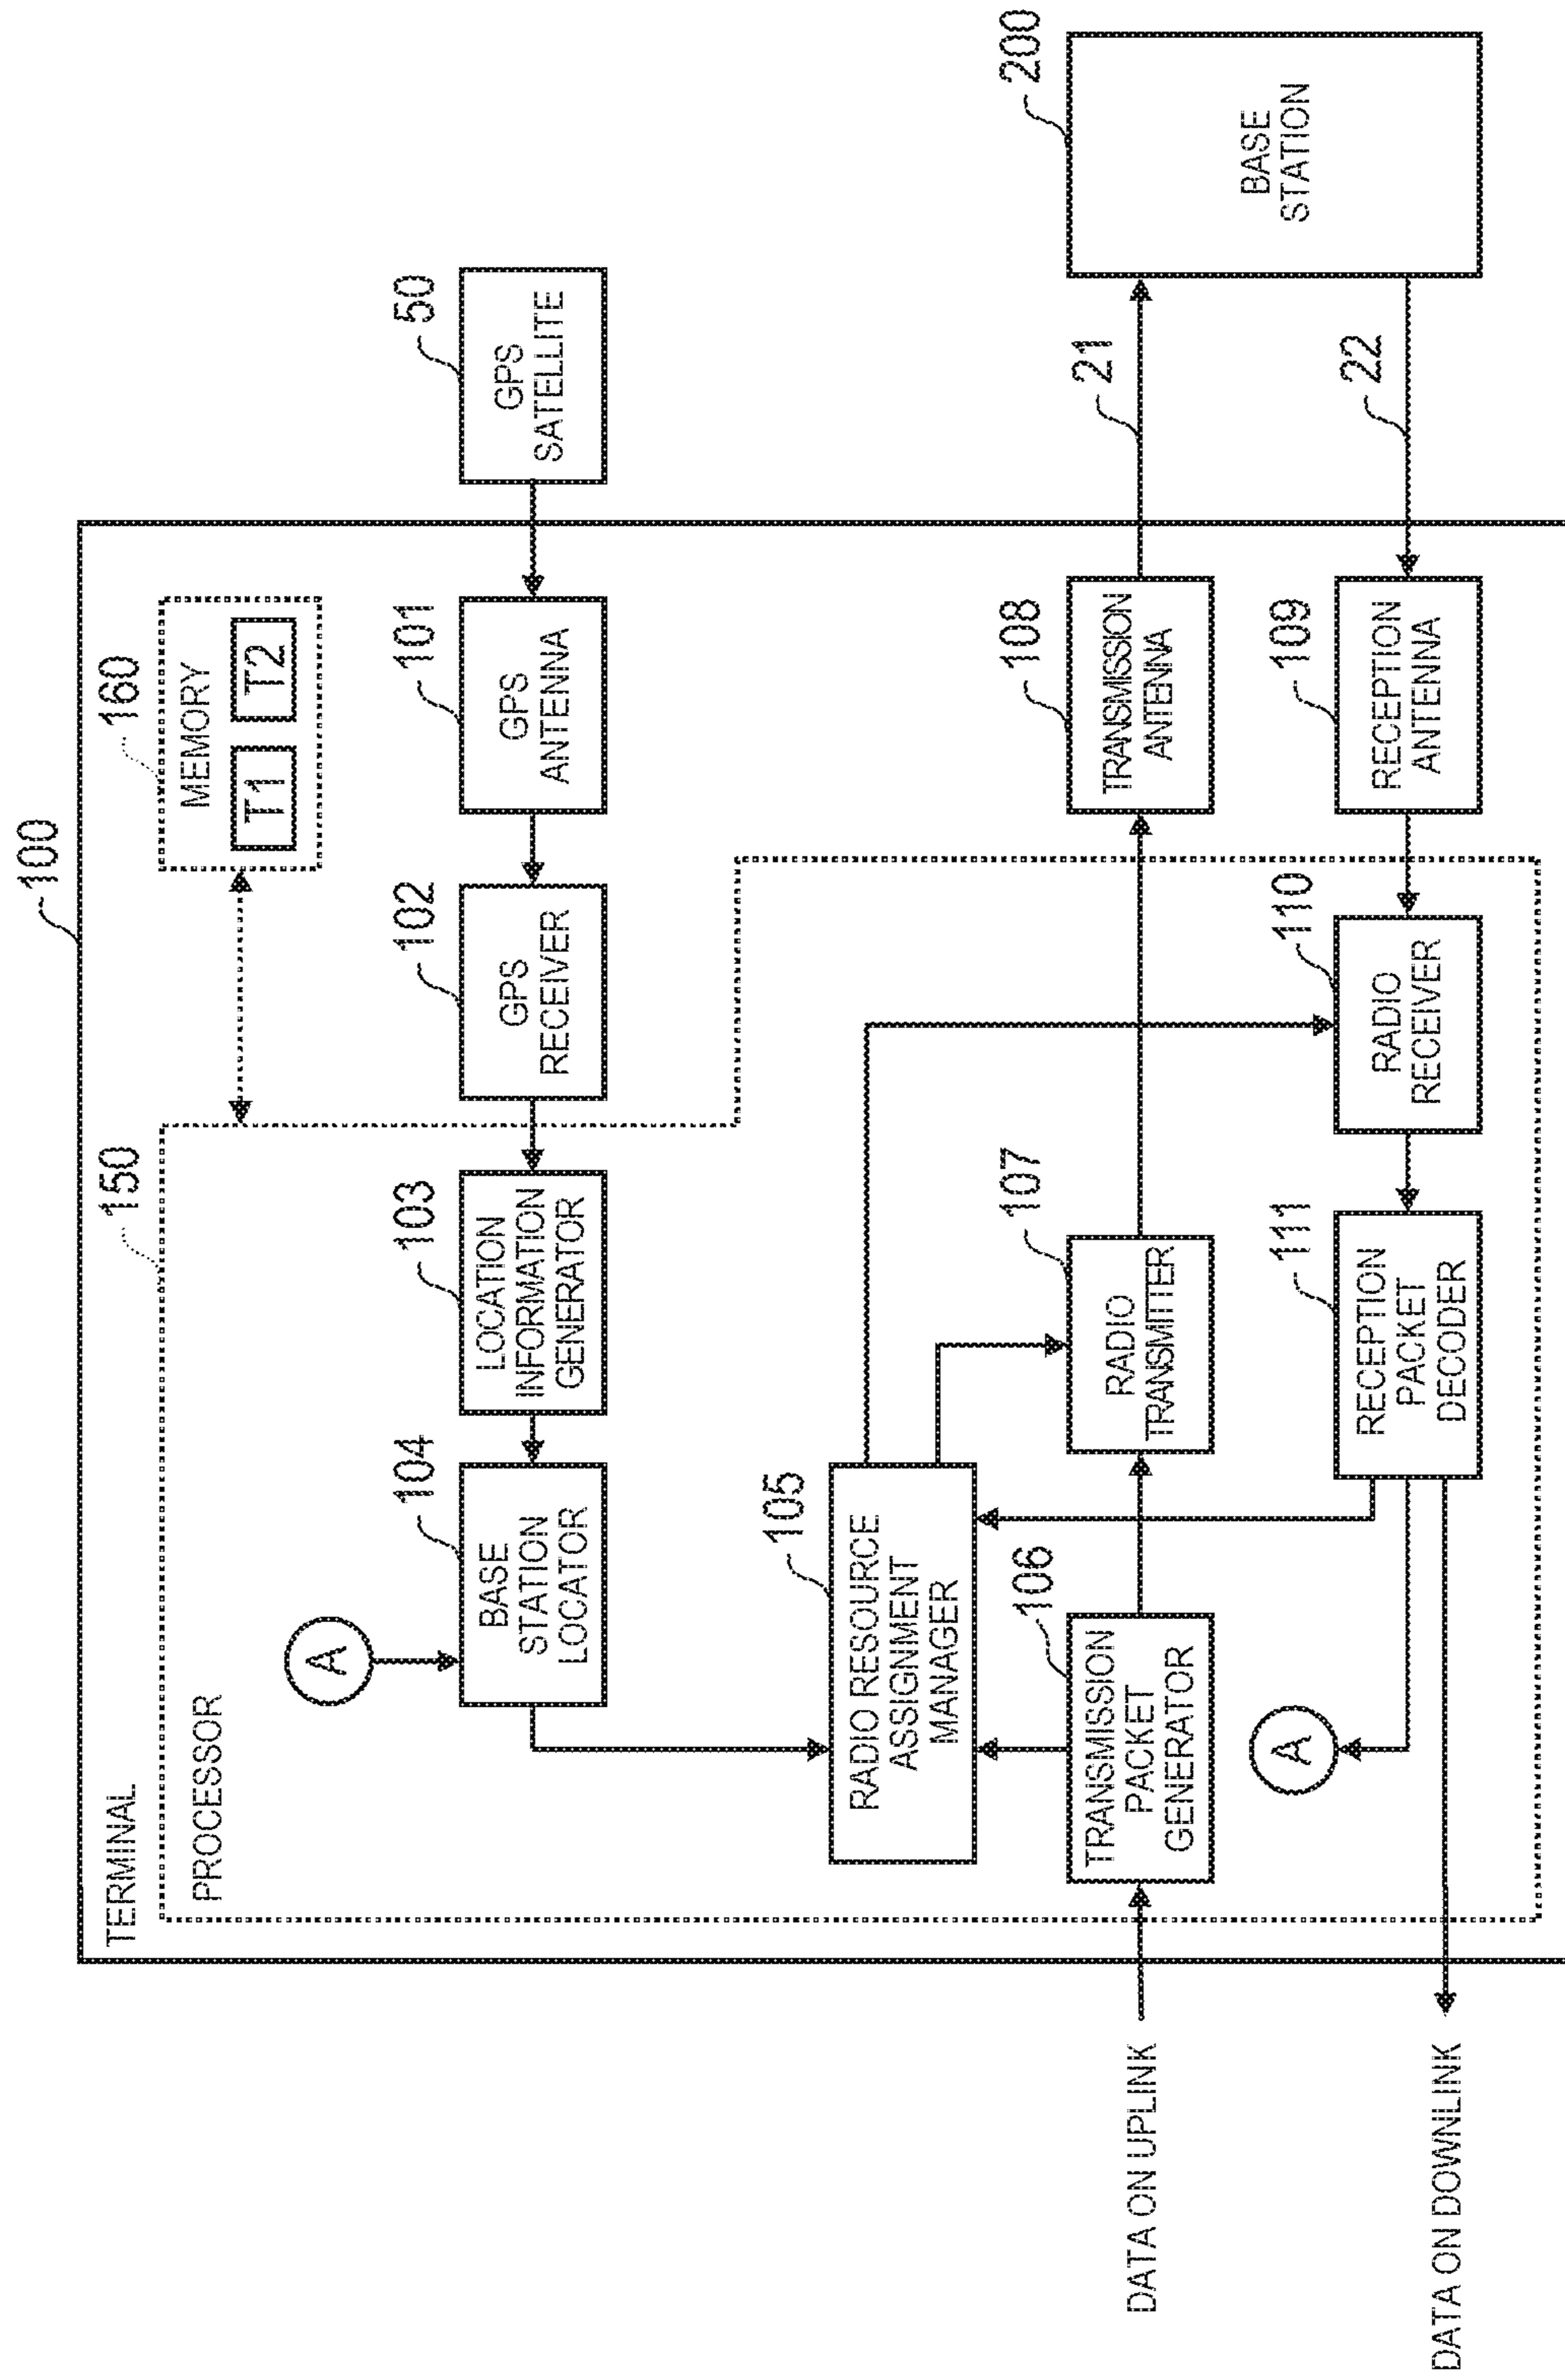 100
TERMINAL
150
PROCESSOR
160
MEMORY
T1
T2
A
104
BASE
STATION
LOCATOR
103
LOCATION
INFORMATION
GENERATOR
102
GPS
RECEIVER
101
GPS
ANTENNA
50
GPS
SATELLITE
105
RADIO RESOURCE
ASSIGNMENT
MANAGER
106
TRANSMISSION
PACKET
GENERATOR
107
RADIO
TRANSMITTER
108
TRANSMISSION
ANTENNA
21
200
BASE
STATION
DATA ON UPLINK
A
111
RECEPTION
PACKET
DECODER
110
RADIO
RECEIVER
109
RECEPTION
ANTENNA
22
DATA ON DOWNLINK